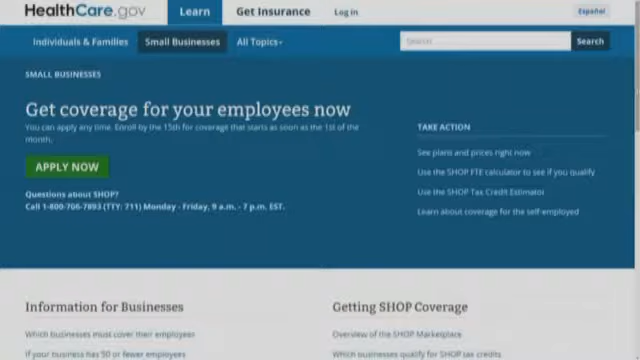 HealthCare.gov Learn Get Insurance Log in Español
Individuals & Families Small Businesses All Topics Search Search
SMALL BUSINESSES
Get coverage for your employees now
You can apply any time. Enroll by the 15th for coverage that starts as soon as the 1st of the
month.
APPLY NOW
Questions about SHOP?
Call 1-800-706-7893 (TTY: 711) Monday - Friday, 9 a.m. - 7 p.m. EST.
TAKE ACTION
See plans and prices right now
Use the SHOP FTE calculator to see if you qualify
Use the SHOP Tax Credit Estimator
Learn about coverage for the self-employed
Information for Businesses
Which businesses must cover their employees
If your business has 50 or fewer employees
Getting SHOP Coverage
Overview of the SHOP Marketplace
Which businesses qualify for SHOP tax credits